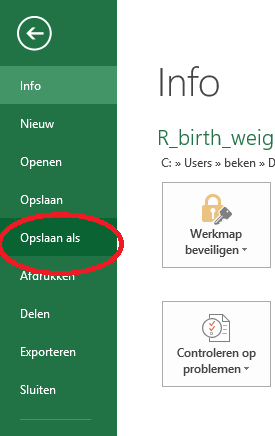 Info
Nieuw
Openen
Opslaan
Opslaan als
Afdrukken
Delen
Exporteren
Sluiten
Info
R_birth_weig
C: » Users » beken » D
Werkmap
beveiligen
Controleren op
problemen